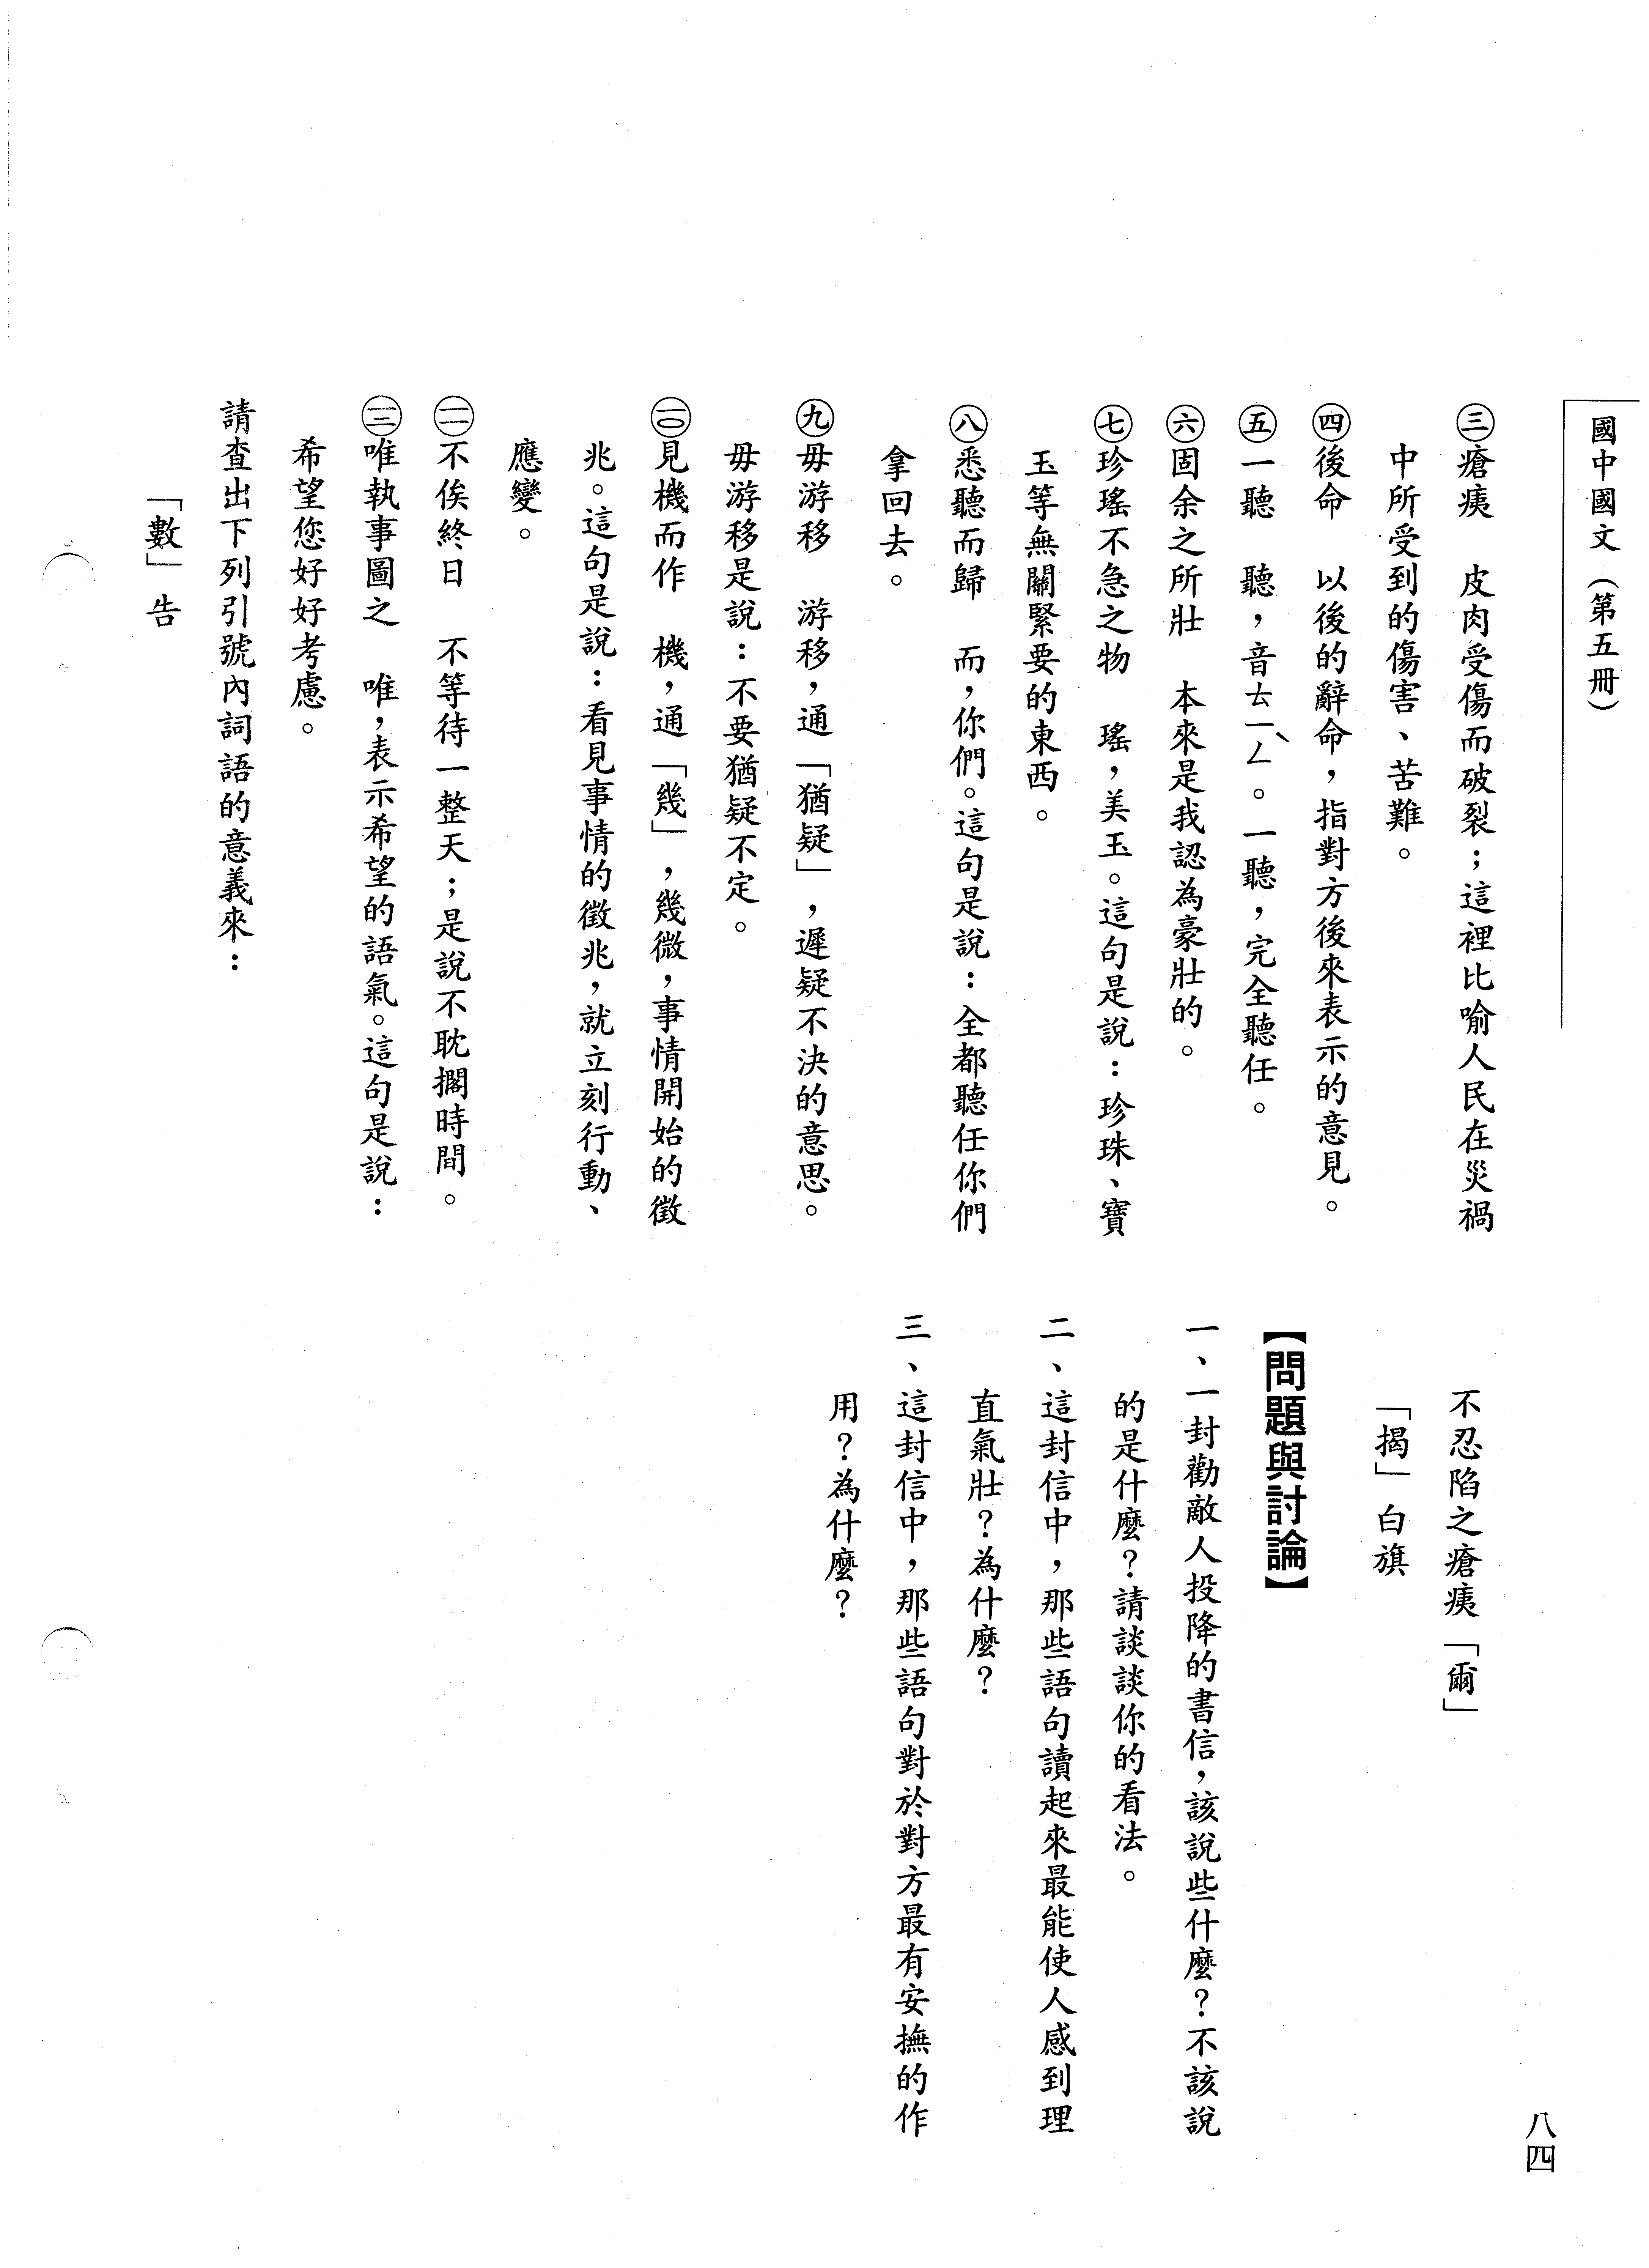 國中國文（第五冊）
㊂瘡痍　皮肉受傷而破裂；這裡比喻人民在災禍
中所受到的傷害、苦難。
㊃後命　以後的辭命，指對方後來表示的意見。
㊄一聽　聽，音ㄊㄧㄥˋ。一聽，完全聽任。
㊅固余之所壯　本來是我認為豪壯的。
㊆珍瑤不急之物　瑤，美玉。這句是說：珍珠、寶
玉等無關緊要的東西。
㊇悉聽而歸　而，你們。這句是說：全都聽任你們
拿回去。
㊈毋游移　游移，通「猶疑」，遲疑不決的意思。
毋游移是說：不要猶疑不定。
(一〇)見機而作　機，通「幾」，幾微，事情開始的徵
兆。這句是說：看見事情的徵兆，就立刻行動、
應變。
(一一)不俟終日　不等待一整天；是說不耽擱時間。
(一二)唯執事圖之　唯，表示希望的語氣。這句是說：
希望您好好考慮。
請查出下列引號內詞語的意義來：
「數」告
不忍陷之瘡痍「爾」
「揭」白旗
【問題與討論】
一、一封勸敵人投降的書信，該說些什麼？不該說
的是什麼？請談談你的看法。
二、這封信中，那些語句讀起來最能使人感到理
直氣壯？為什麼？
三、這封信中，那些語句對於對方最有安撫的作
用？為什麼？
八四